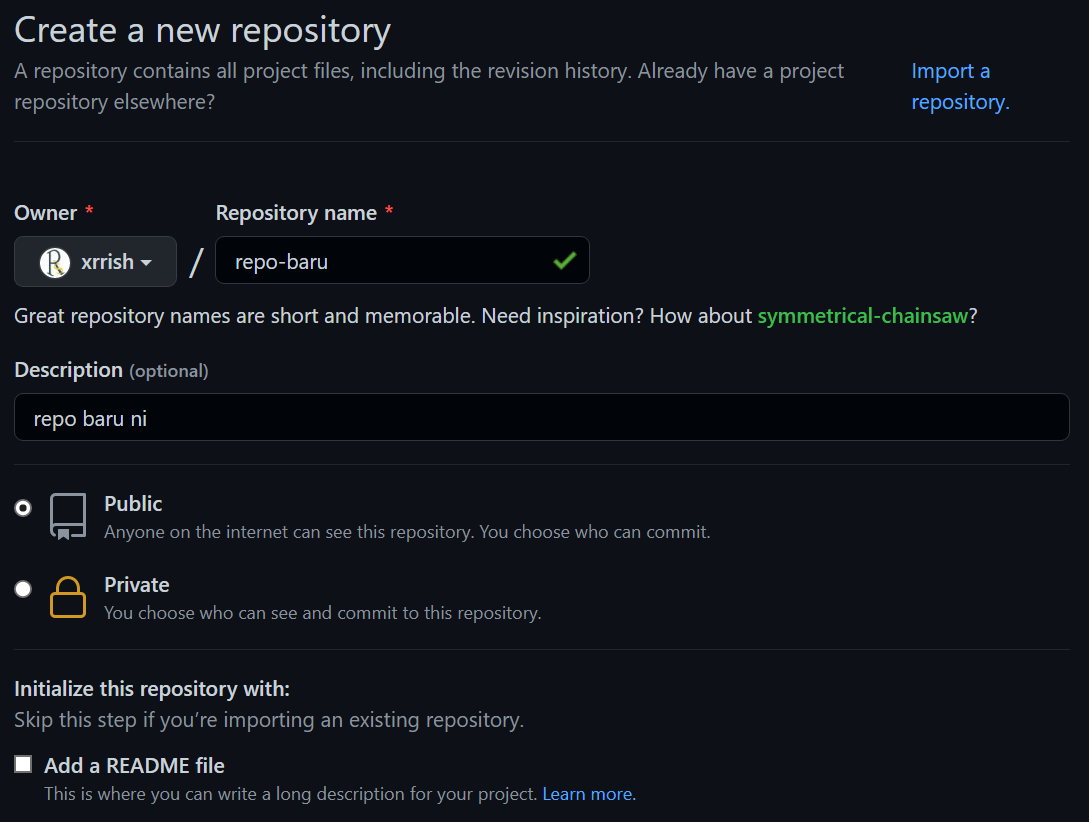 Create a new repository
A repository contains all project files, including the revision history. Already have a project
repository elsewhere?
Import a
repository.
Owner *
Repository name *
xrrish
/
repo-baru
Great repository names are short and memorable. Need inspiration? How about symmetrical-chainsaw?
Description (optional)
repo baru ni
Public
Anyone on the internet can see this repository. You choose who can commit.
Private
You choose who can see and commit to this repository.
Initialize this repository with:
Skip this step if you’re importing an existing repository.
Add a README file
This is where you can write a long description for your project. Learn more.